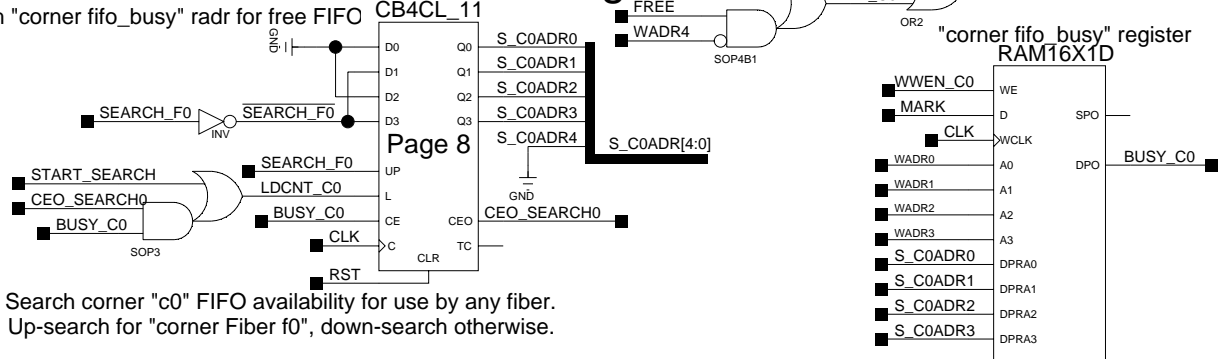 "corner fifo_busy" radr for free FIFO
CB4CL_11
GND
D0
D1
D2
D3
Q0
Q1
Q2
Q3
S_C0ADR0
S_C0ADR1
S_C0ADR2
S_C0ADR3
S_C0ADR4
S_C0ADR[4:0]
GND
SEARCH_F0
INV
SEARCH_F0
Page 8
SEARCH_F0
UP
START_SEARCH
CEO_SEARCH0
BUSY_C0
SOP3
LDCNT_C0
L
BUSY_C0
CE
CEO
CEO_SEARCH0
CLK
C
TC
CLR
RST
Search corner "c0" FIFO availability for use by any fiber.
Up-search for "corner Fiber f0", down-search otherwise.
FREE
WADR4
SOP4B1
OR2
"corner fifo_busy" register
RAM16X1D
WWEN_C0
WE
MARK
D
SPO
CLK
WCLK
WADR0
A0
DPO
BUSY_C0
WADR1
A1
WADR2
A2
WADR3
A3
S_C0ADR0
DPRA0
S_C0ADR1
DPRA1
S_C0ADR2
DPRA2
S_C0ADR3
DPRA3